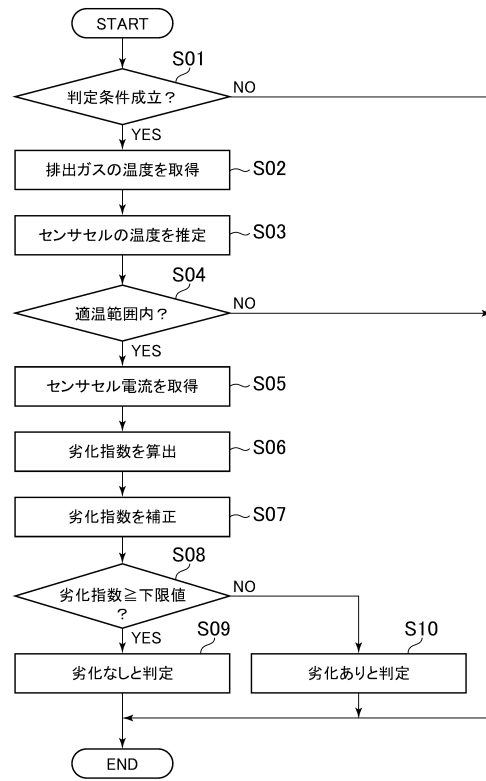 START
S01
判定条件成立？
NO
YES
排出ガスの温度を取得
S02
センサセルの温度を推定
S03
S04
適温範囲内？
NO
YES
センサセル電流を取得
S05
劣化指数を算出
S06
劣化指数を補正
S07
S08
劣化指数≧下限値
？
NO
YES
S09
劣化なしと判定
S10
劣化ありと判定
END